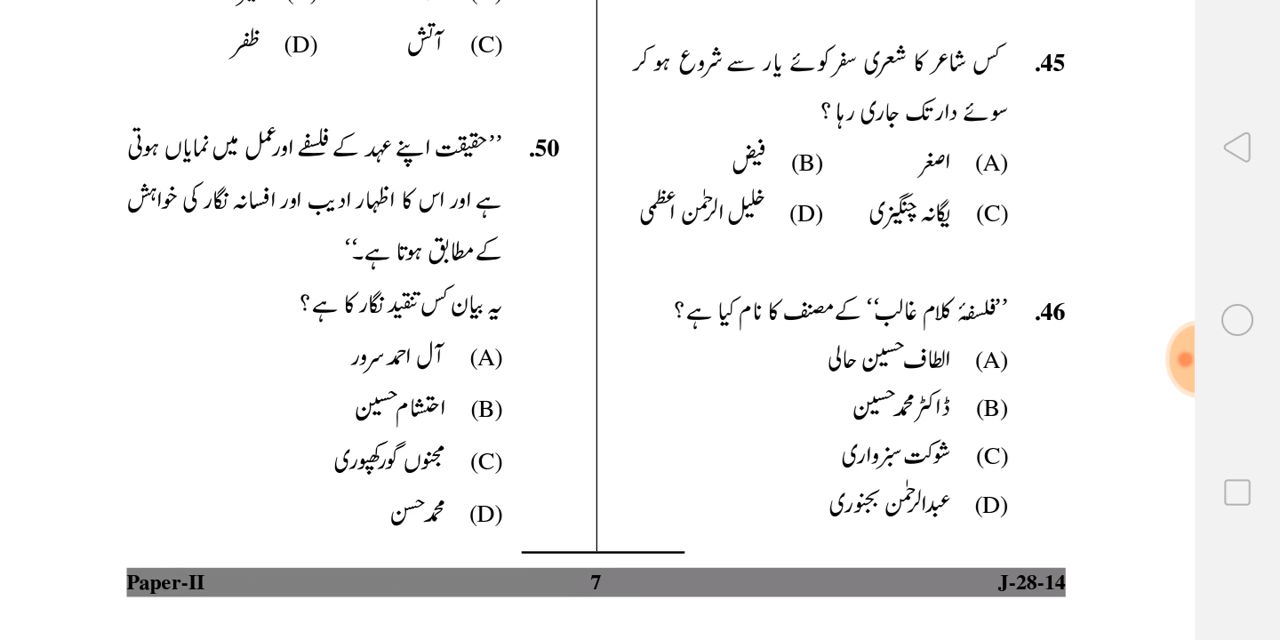 45. کس شاعر کا شعری سفر کوئے یار سے شروع ہو کر
سوئے دار تک جاری رہا ؟
(A) اصغر (B) فیض
(C) یگانہ چنگیزی (D) خلیل الرحمٰن اعظمی
46. ’’فلسفۂ کلام غالب‘‘ کے مصنف کا نام کیا ہے ؟
(A) الطاف حسین حالی
(B) ڈاکٹر محمد حسین
(C) شوکت سبزواری
(D) عبدالرحمٰن بجنوری
(C) آتش (D) ظفر
50. ’’حقیقت اپنے عہد کے فلسفے اور عمل میں نمایاں ہوتی
ہے اور اس کا اظہار ادیب اور افسانہ نگار کی خواہش
کے مطابق ہوتا ہے۔‘‘
یہ بیان کس تنقید نگار کا ہے ؟
(A) آل احمد سرور
(B) احتشام حسین
(C) مجنوں گورکھپوری
(D) محمد حسن
Paper-II 7 J-28-14